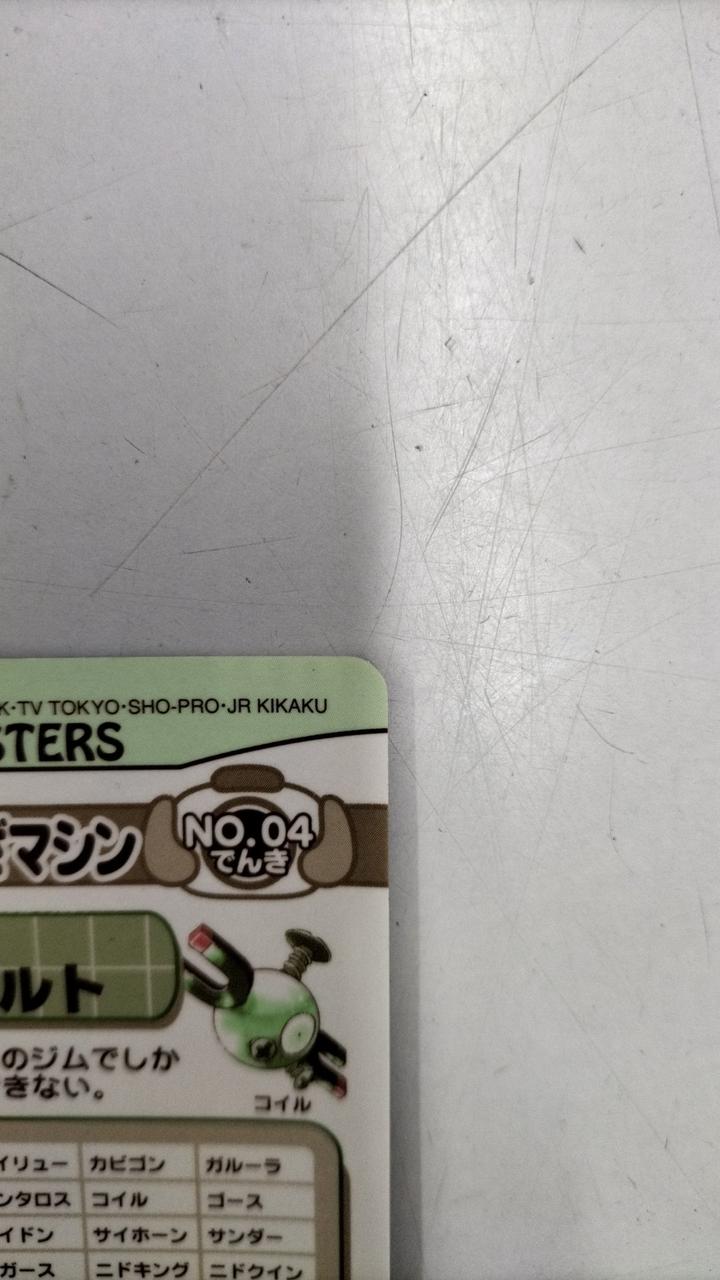 K·TV TOKYO·SHO-PRO·JR KIKAKU
STERS
マシン
NO.04
でんき
ルト
のジムでしか
きない。
コイル
イリュー カビゴン ガルーラ
ンタロス コイル ゴース
イドン サイホーン サンダー
ガース ニドキング ニドクイン